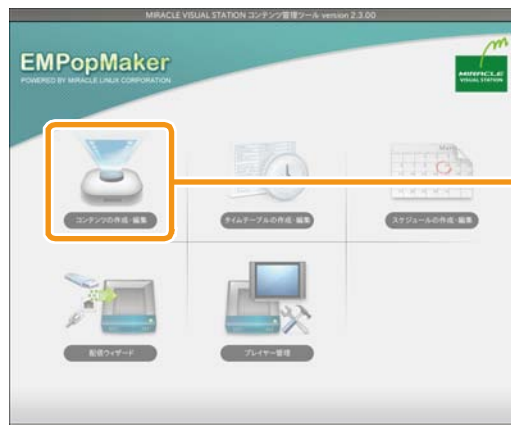 MIRACLE VISUAL STATION コンテンツ管理ツール version 2.3.00
EMPopMaker
POWERED BY MIRACLE LINUX CORPORATION
m
MIRACLE
VISUAL STATION
コンテンツの作成・編集
タイムテーブルの作成・編集
スケジュールの作成・編集
配信ウィザード
プレイヤー管理